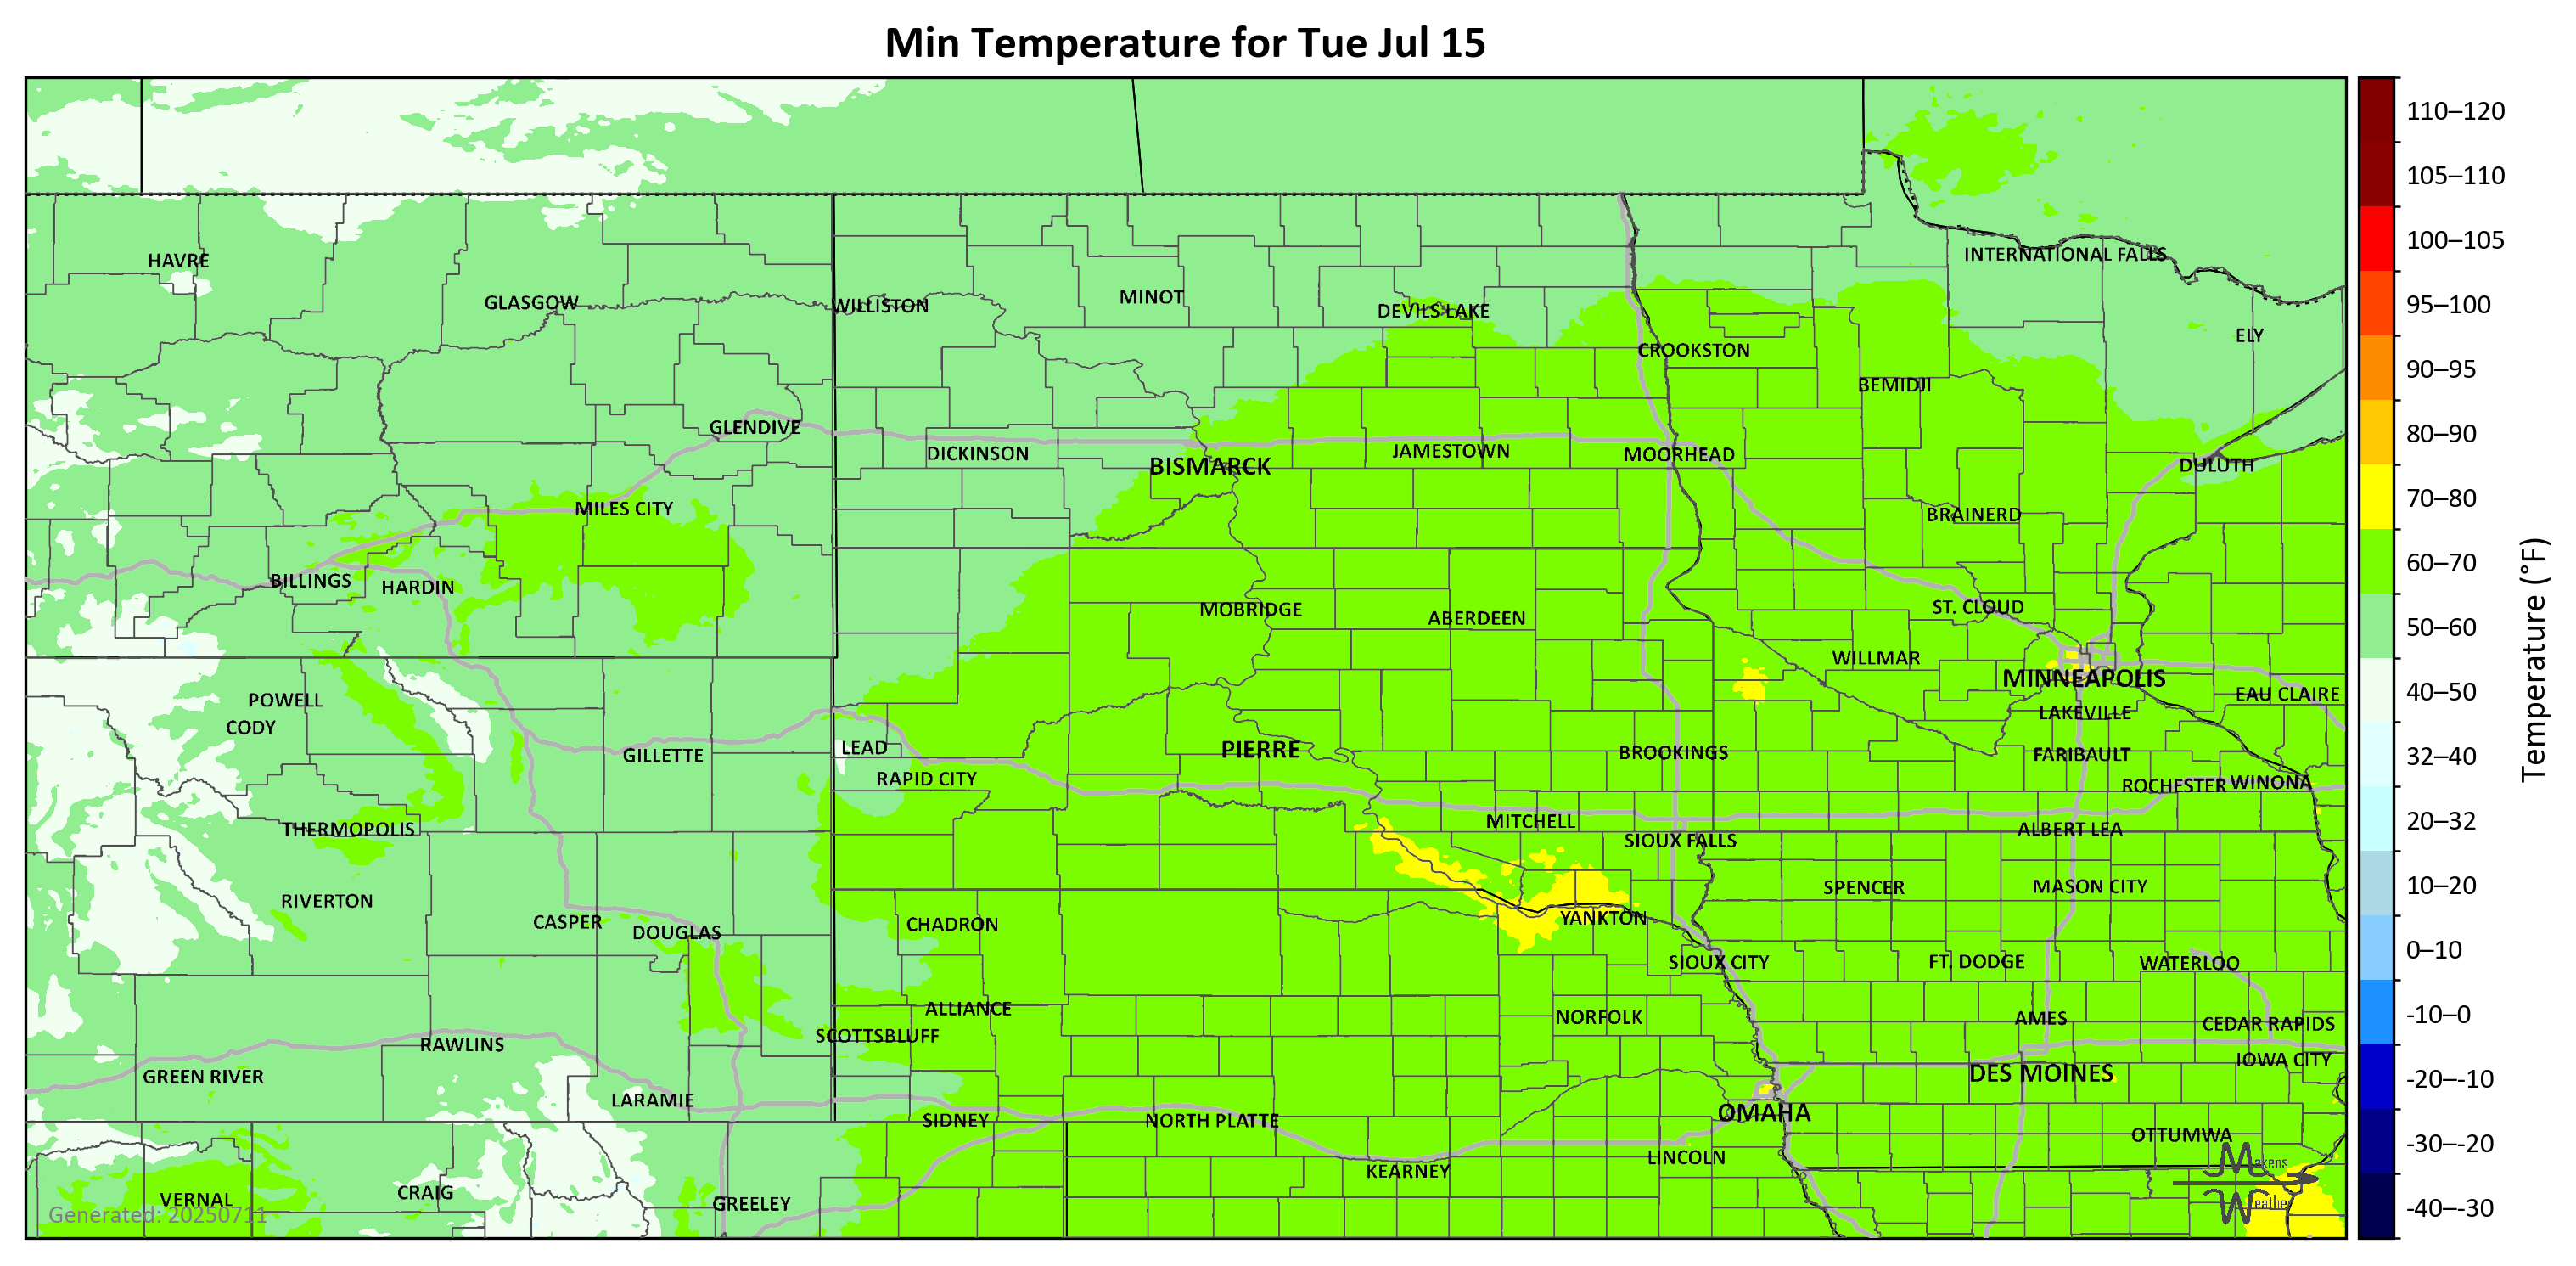 Min Temperature for Tue Jul 15
HAVRE
GLASGOW
WILLISTON
MINOT
DEVILS LAKE
INTERNATIONAL FALLS
ELY
CROOKSTON
BEMIDJI
GLENDIVE
DICKINSON
BISMARCK
JAMESTOWN
MOORHEAD
DULUTH
MILES CITY
BRAINERD
BILLINGS
HARDIN
MOBRIDGE
ABERDEEN
ST. CLOUD
WILLMAR
MINNEAPOLIS
EAU CLAIRE
POWELL
CODY
LAKEVILLE
GILLETTE
LEAD
PIERRE
BROOKINGS
FARIBAULT
RAPID CITY
ROCHESTER
WINONA
THERMOPOLIS
MITCHELL
SIOUX FALLS
ALBERT LEA
RIVERTON
SPENCER
MASON CITY
CASPER
DOUGLAS
CHADRON
YANKTON
SIOUX CITY
FT. DODGE
WATERLOO
ALLIANCE
NORFOLK
AMES
CEDAR RAPIDS
SCOTTSBLUFF
RAWLINS
IOWA CITY
GREEN RIVER
DES MOINES
LARAMIE
SIDNEY
NORTH PLATTE
OMAHA
OTTUMWA
KEARNEY
LINCOLN
VERNAL
CRAIG
GREELEY
Generated: 20250711
Makens
Weather
110–120
105–110
100–105
95–100
90–95
80–90
70–80
60–70
50–60
40–50
32–40
20–32
10–20
0–10
-10–0
-20–-10
-30–-20
-40–-30
Temperature (°F)